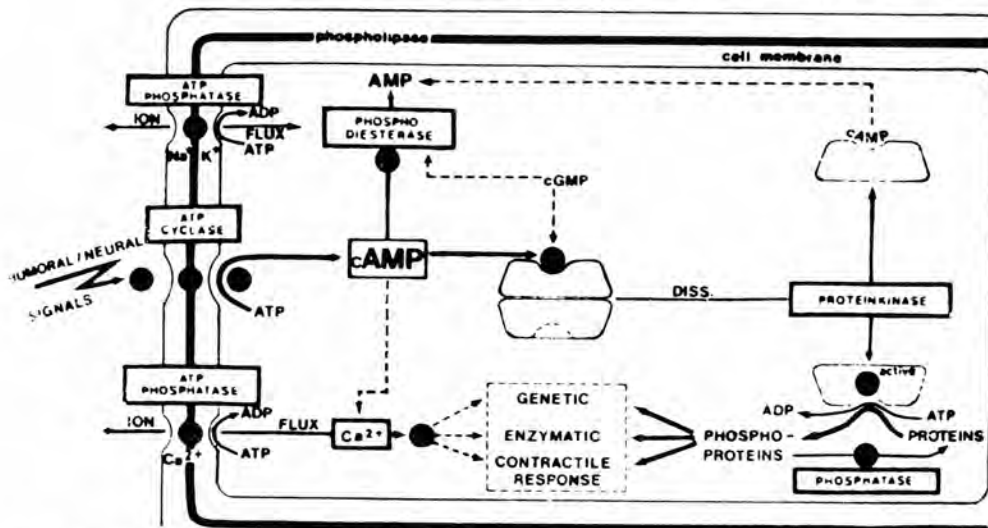 phospholipase
cell membrane
ATP
PHOSPHATASE
ION
ADP
FLUX
ATP
Na+ K+
AMP
PHOSPHO
DIESTERASE
cGMP
cAMP
ATP
CYCLASE
HUMORAL / NEURAL
SIGNALS
cAMP
ATP
DISS.
PROTEINKINASE
ATP
PHOSPHATASE
ION
ADP
FLUX
ATP
Ca2+
Ca2+
GENETIC
ENZYMATIC
CONTRACTILE
RESPONSE
active
ADP
ATP
PHOSPHO-
PROTEINS
PROTEINS
PHOSPHATASE